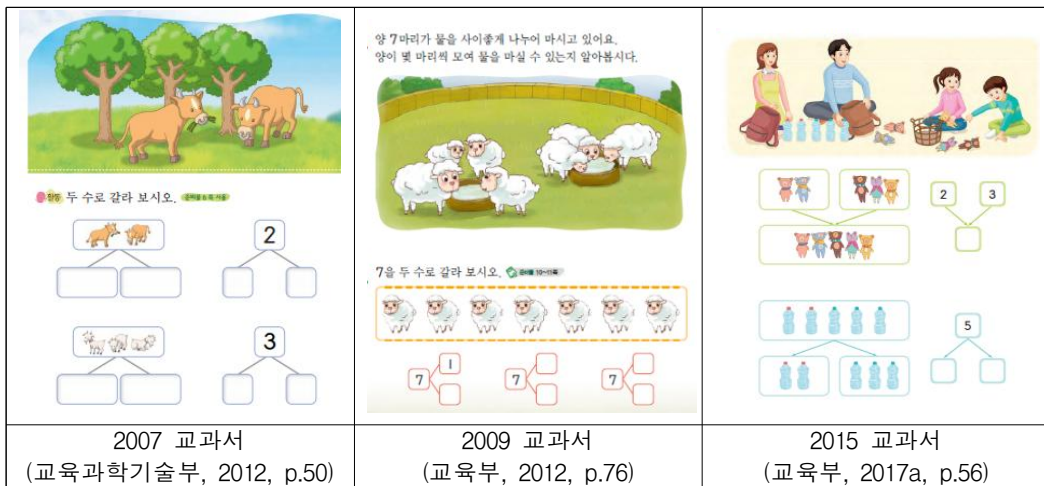 활동 두 수로 갈라 보시오.
2
3
양 7마리가 물을 사이좋게 나누어 마시고 있어요.
양이 몇 마리씩 모여 물을 마실 수 있는지 알아봅시다.
7을 두 수로 갈라 보시오.
1
7 7 7
2 3
5
2007 교과서
(교육과학기술부, 2012, p.50)
2009 교과서
(교육부, 2012, p.76)
2015 교과서
(교육부, 2017a, p.56)